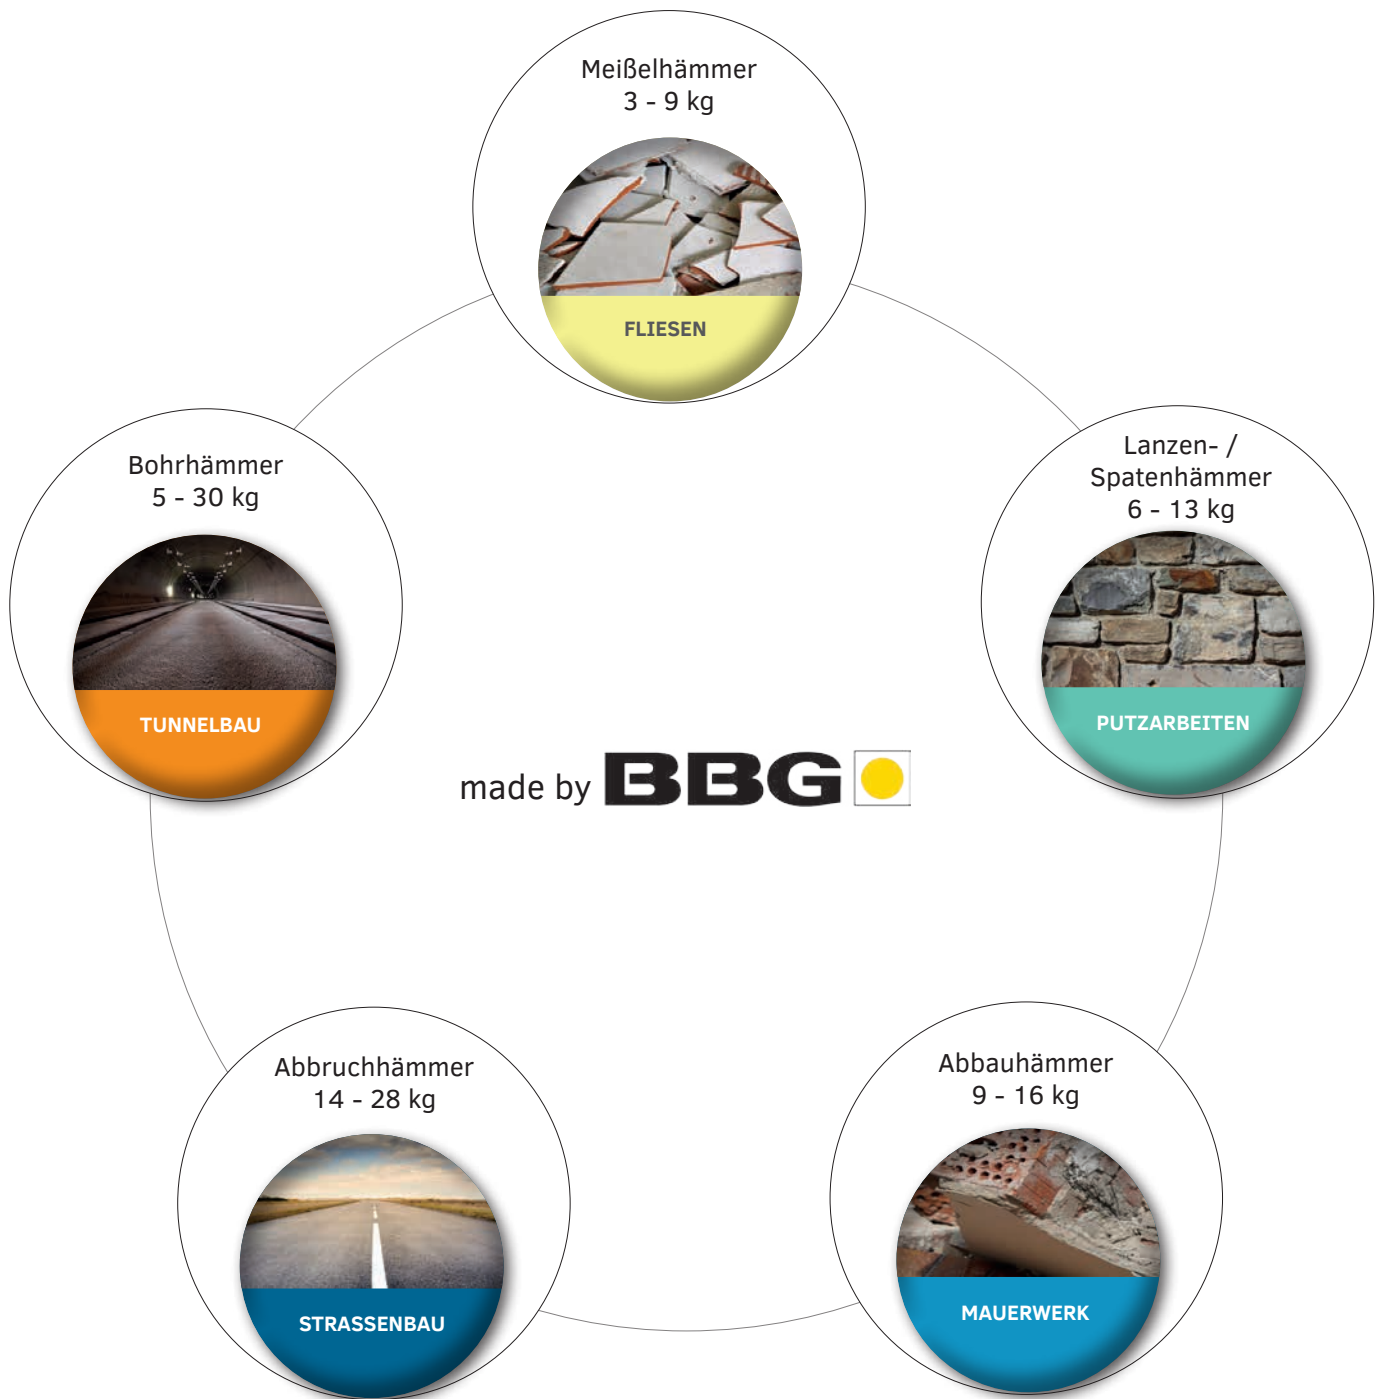 Meißelhämmer
3 - 9 kg
FLIESEN
Bohrhämmer
5 - 30 kg
TUNNELBAU
Lanzen- /
Spatenhämmer
6 - 13 kg
PUTZARBEITEN
made by BBG
Abbruchhämmer
14 - 28 kg
STRASSENBAU
Abbauhämmer
9 - 16 kg
MAUERWERK